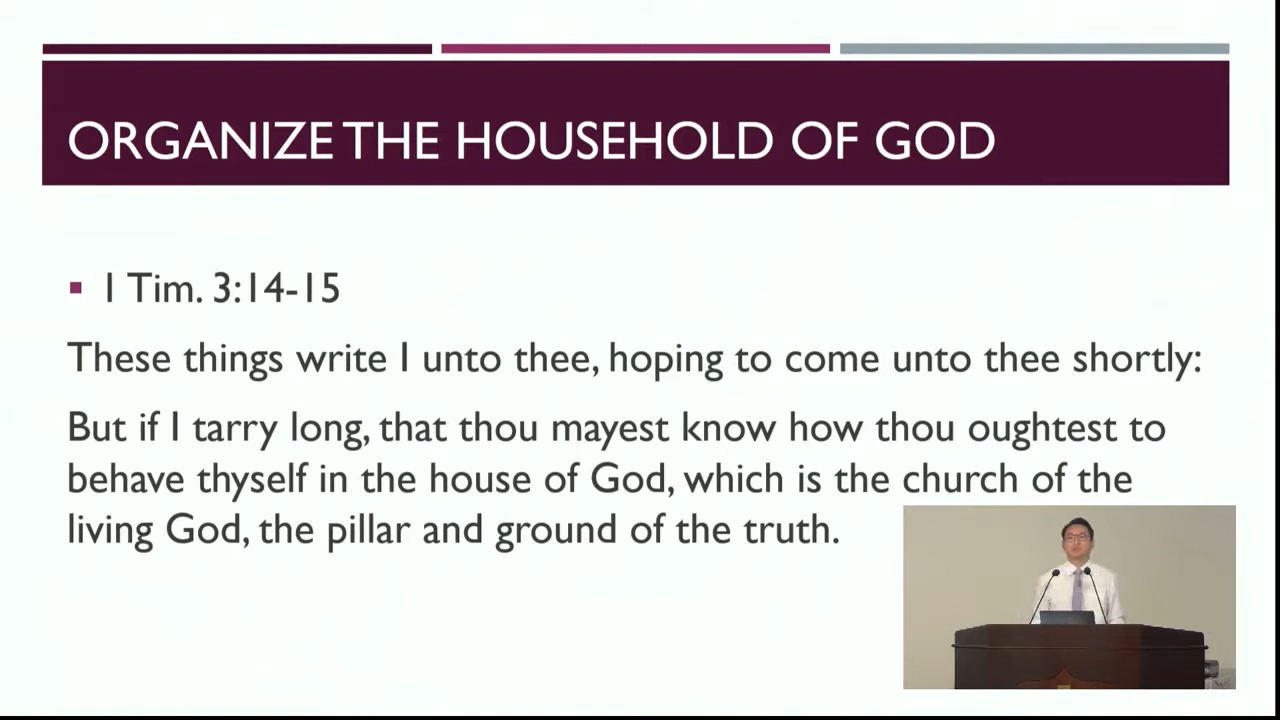 ORGANIZE THE HOUSEHOLD OF GOD
1 Tim. 3:14-15
These things write I unto thee, hoping to come unto thee shortly:
But if I tarry long, that thou mayest know how thou oughtest to
behave thyself in the house of God, which is the church of the
living God, the pillar and ground of the truth.